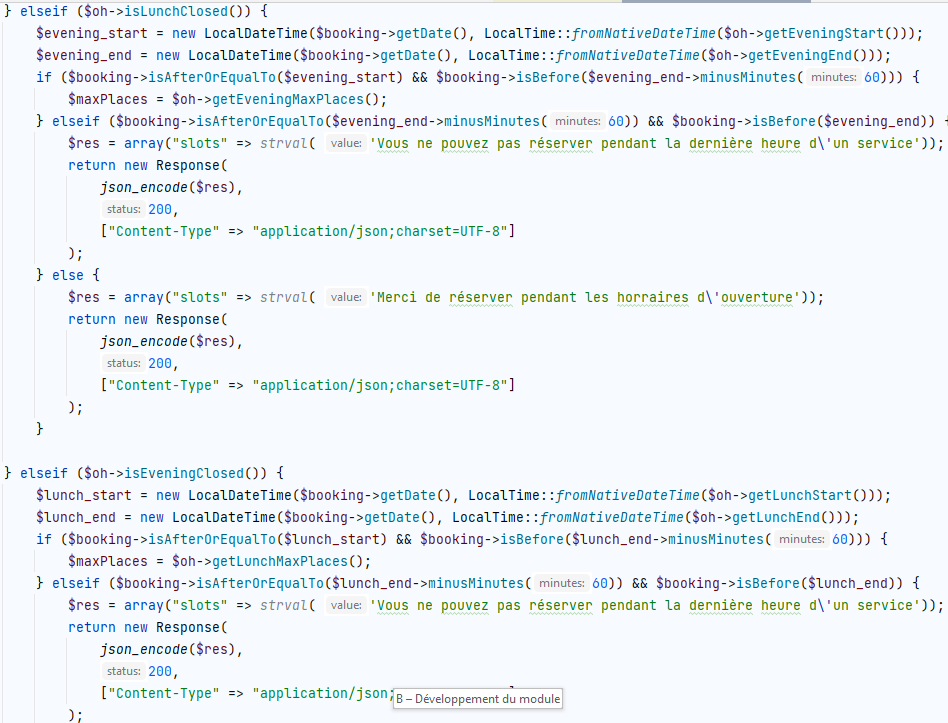 } elseif ($oh->isLunchClosed()) {
$evening_start = new LocalDateTime($booking->getDate(), LocalTime::fromNativeDateTime($oh->getEveningStart()));
$evening_end = new LocalDateTime($booking->getDate(), LocalTime::fromNativeDateTime($oh->getEveningEnd()));
if ($booking->isAfterOrEqualTo($evening_start) && $booking->isBefore($evening_end->minusMinutes( minutes: 60))) {
$maxPlaces = $oh->getEveningMaxPlaces();
} elseif ($booking->isAfterOrEqualTo($evening_end->minusMinutes( minutes: 60)) && $booking->isBefore($evening_end)) {
$res = array("slots" => strval( value: 'Vous ne pouvez pas réserver pendant la dernière heure d\'un service'));
return new Response(
json_encode($res),
status: 200,
["Content-Type" => "application/json;charset=UTF-8"]
);
} else {
$res = array("slots" => strval( value: 'Merci de réserver pendant les horraires d\'ouverture'));
return new Response(
json_encode($res),
status: 200,
["Content-Type" => "application/json;charset=UTF-8"]
);
}
} elseif ($oh->isEveningClosed()) {
$lunch_start = new LocalDateTime($booking->getDate(), LocalTime::fromNativeDateTime($oh->getLunchStart()));
$lunch_end = new LocalDateTime($booking->getDate(), LocalTime::fromNativeDateTime($oh->getLunchEnd()));
if ($booking->isAfterOrEqualTo($lunch_start) && $booking->isBefore($lunch_end->minusMinutes( minutes: 60))) {
$maxPlaces = $oh->getLunchMaxPlaces();
} elseif ($booking->isAfterOrEqualTo($lunch_end->minusMinutes( minutes: 60)) && $booking->isBefore($lunch_end)) {
$res = array("slots" => strval( value: 'Vous ne pouvez pas réserver pendant la dernière heure d\'un service'));
return new Response(
json_encode($res),
status: 200,
["Content-Type" => "application/json;
B – Développement du module
);